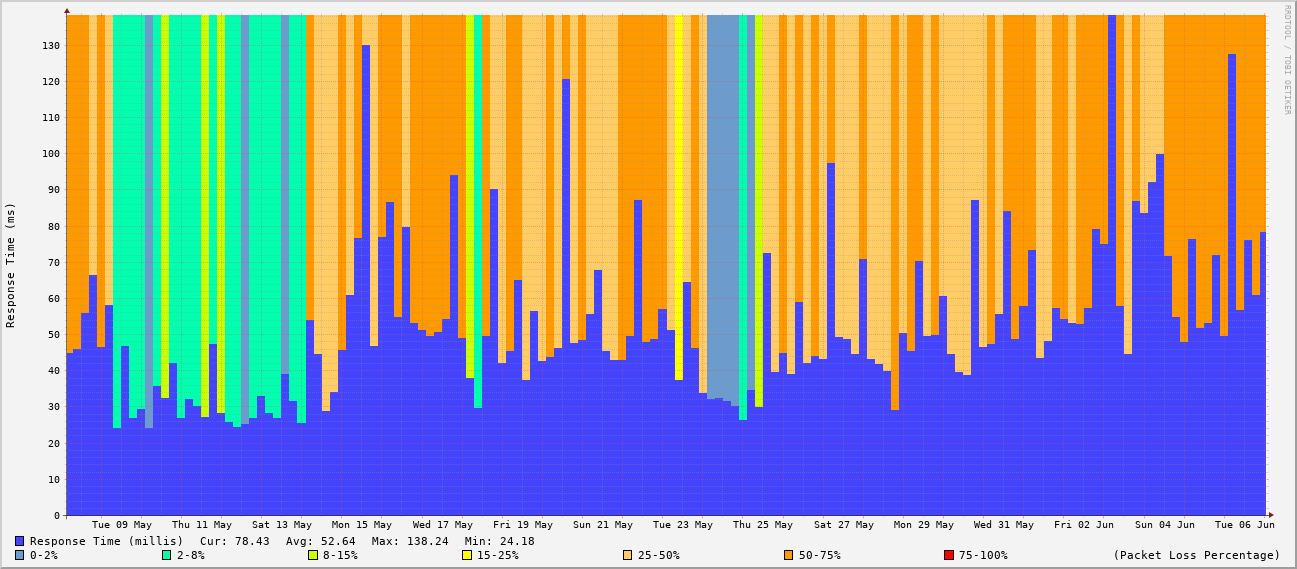 RRDTOOL / TOBI OETIKER
Response Time (ms)
130
120
110
100
90
80
70
60
50
40
30
20
10
0
Tue 09 May Thu 11 May Sat 13 May Mon 15 May Wed 17 May Fri 19 May Sun 21 May Tue 23 May Thu 25 May Sat 27 May Mon 29 May Wed 31 May Fri 02 Jun Sun 04 Jun Tue 06 Jun
Response Time (millis) Cur: 78.43 Avg: 52.64 Max: 138.24 Min: 24.18
0-2% 2-8% 8-15% 15-25% 25-50% 50-75% 75-100% (Packet Loss Percentage)